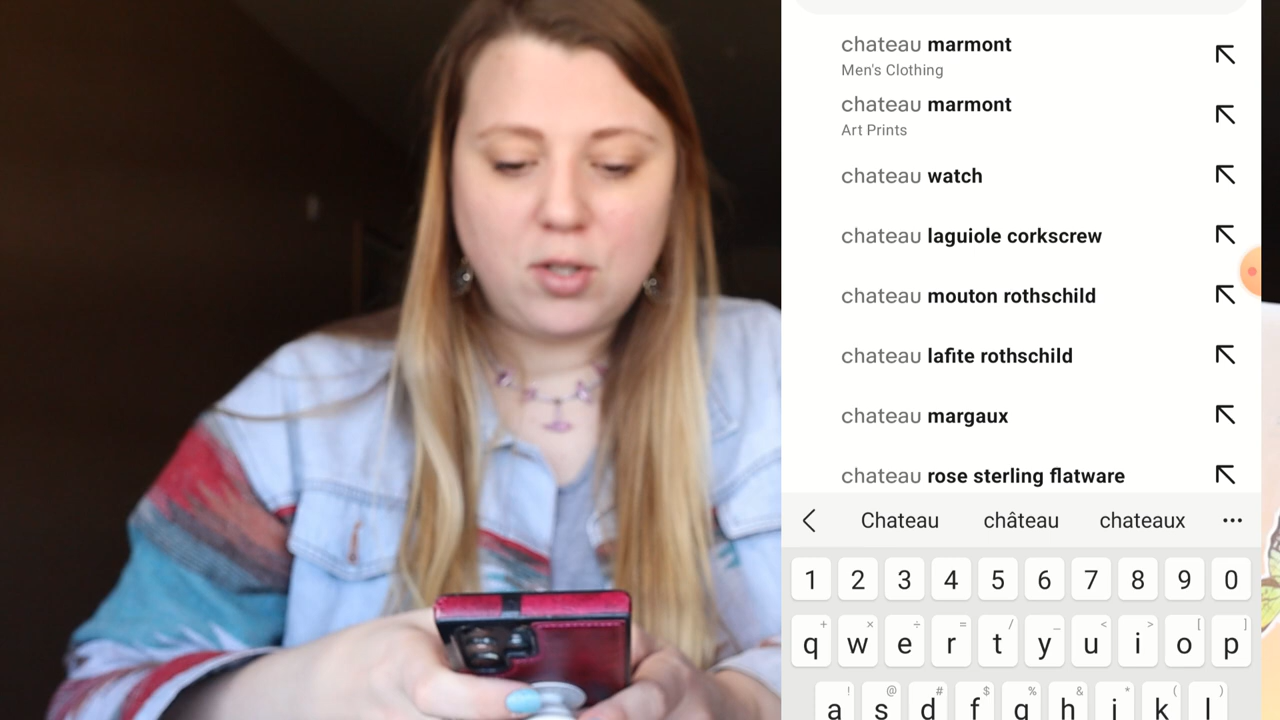 chateau marmont
Men's Clothing
chateau marmont
Art Prints
chateau watch
chateau laguiole corkscrew
chateau mouton rothschild
chateau lafite rothschild
chateau margaux
chateau rose sterling flatware
Chateau château chateaux
1 2 3 4 5 6 7 8 9 0
+ × ÷ = / _ < > [ ]
q w e r t y u i o p
! @ # $ % & * ( )
a s d f g h j k l